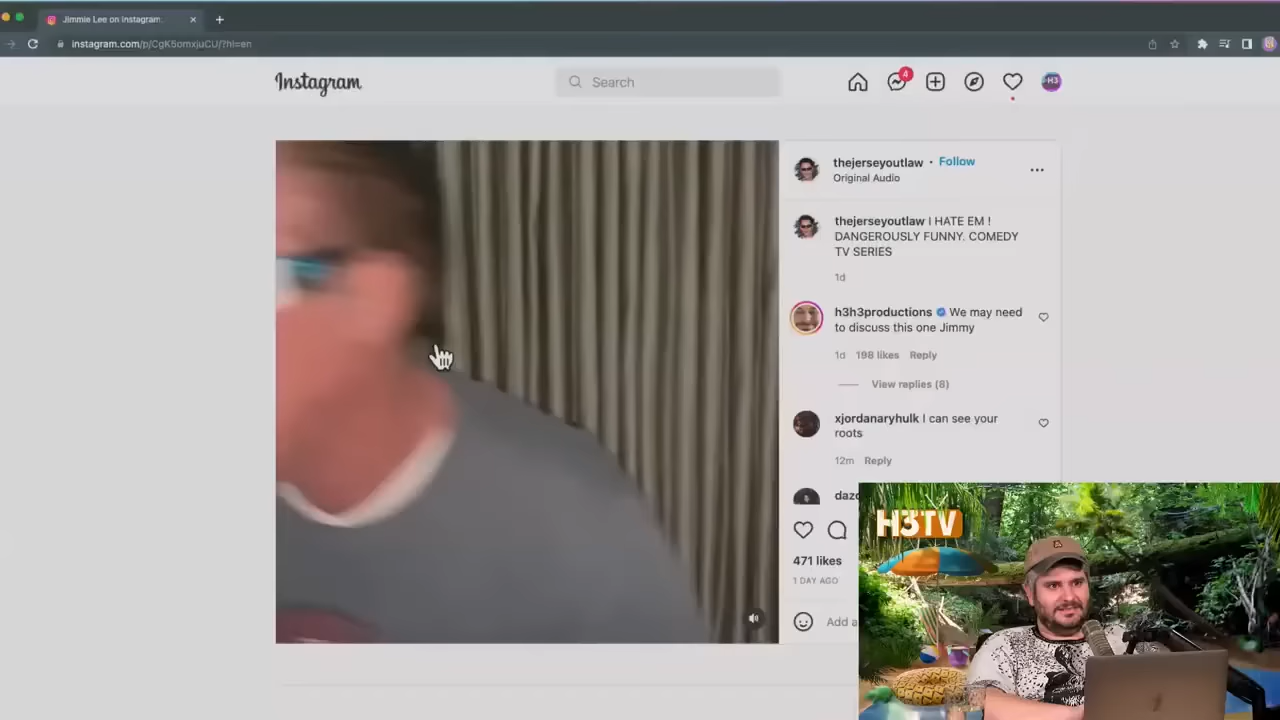 Jimmie Lee on Instagram
instagram.com/p/CgK5omxjuCU/?hl=en
Instagram
Search
4
H3
thejerseyoutlaw • Follow
Original Audio
thejerseyoutlaw I HATE EM !
DANGEROUSLY FUNNY. COMEDY
TV SERIES
1d
h3h3productions We may need
to discuss this one Jimmy
1d 198 likes Reply
View replies (8)
xjordanaryhulk I can see your
roots
12m Reply
471 likes
1 DAY AGO
Add a
H3TV